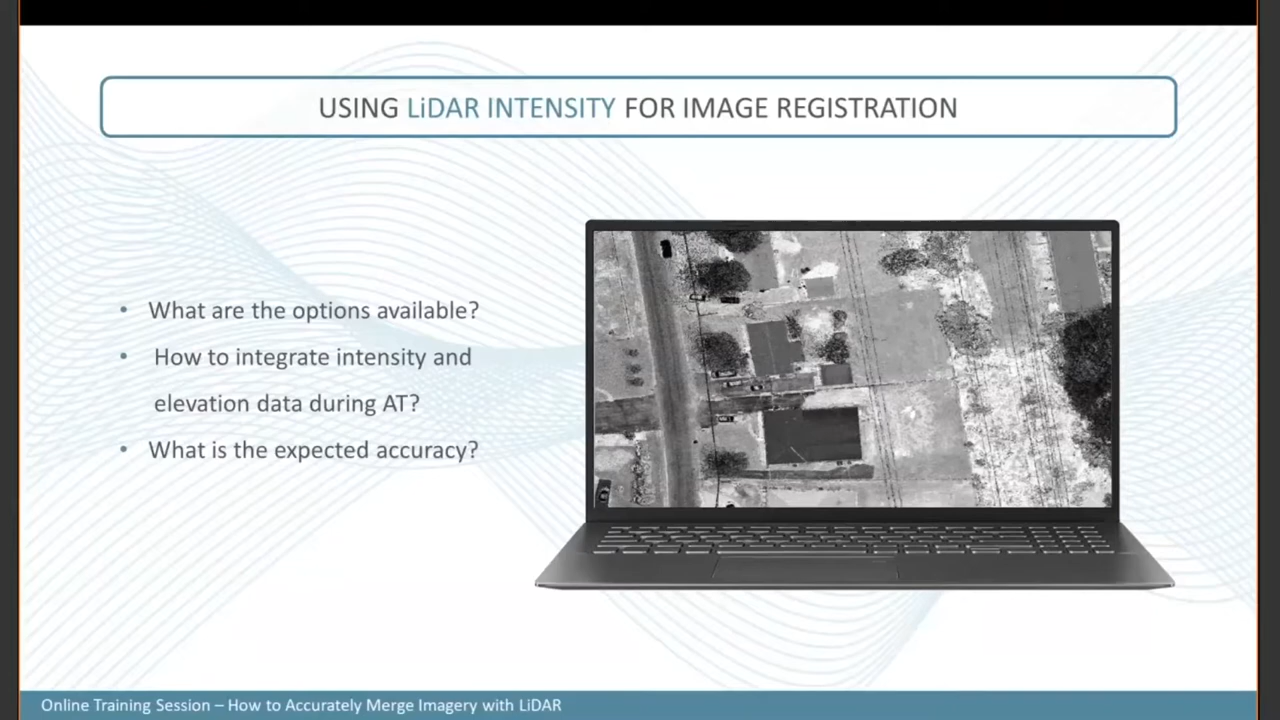 USING LiDAR INTENSITY FOR IMAGE REGISTRATION
• What are the options available?
• How to integrate intensity and
elevation data during AT?
• What is the expected accuracy?
Online Training Session – How to Accurately Merge Imagery with LiDAR